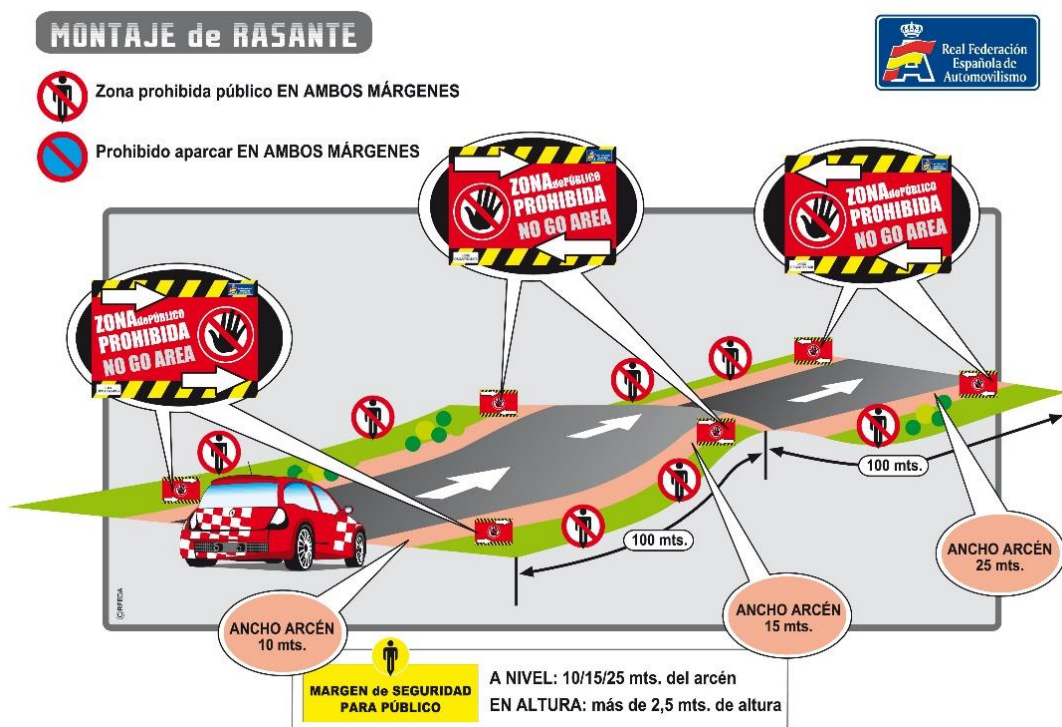 MONTAJE de RASANTE
Real Federación
Española de
Automovilismo
Zona prohibida público EN AMBOS MÁRGENES
Prohibido aparcar EN AMBOS MÁRGENES
ZONA de PÚBLICO
PROHIBIDA
NO GO AREA
ZONA de PÚBLICO
PROHIBIDA
NO GO AREA
ZONA de PÚBLICO
PROHIBIDA
NO GO AREA
100 mts.
100 mts.
ANCHO ARCÉN
25 mts.
ANCHO ARCÉN
15 mts.
ANCHO ARCÉN
10 mts.
©RFEDA
MARGEN de SEGURIDAD
PARA PÚBLICO
A NIVEL: 10/15/25 mts. del arcén
EN ALTURA: más de 2,5 mts. de altura